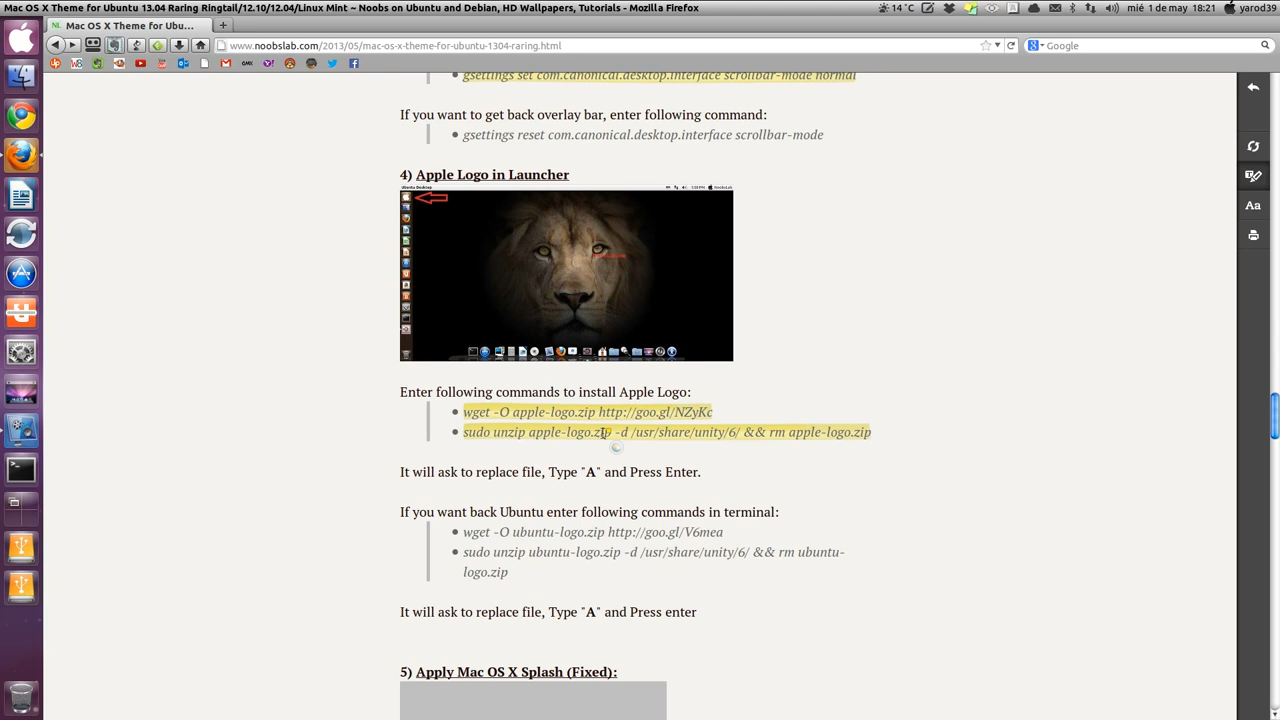 Mac OS X Theme for Ubuntu 13.04 Raring Ringtail/12.10/12.04/Linux Mint ~ Noobs on Ubuntu and Debian, HD Wallpapers, Tutorials - Mozilla Firefox
14 °C
mié 1 de may 18:21
yarod39
Mac OS X Theme for Ubu...
www.noobslab.com/2013/05/mac-os-x-theme-for-ubuntu-1304-raring.html
Google
gsettings set com.canonical.desktop.interface scrollbar-mode normal
If you want to get back overlay bar, enter following command:
gsettings reset com.canonical.desktop.interface scrollbar-mode
4) Apple Logo in Launcher
Ubuntu Desktop
Enter following commands to install Apple Logo:
wget -O apple-logo.zip http://goo.gl/NZyKc
sudo unzip apple-logo.zip -d /usr/share/unity/6/ && rm apple-logo.zip
It will ask to replace file, Type "A" and Press Enter.
If you want back Ubuntu enter following commands in terminal:
wget -O ubuntu-logo.zip http://goo.gl/V6mea
sudo unzip ubuntu-logo.zip -d /usr/share/unity/6/ && rm ubuntu-
logo.zip
It will ask to replace file, Type "A" and Press enter
5) Apply Mac OS X Splash (Fixed):
Aa